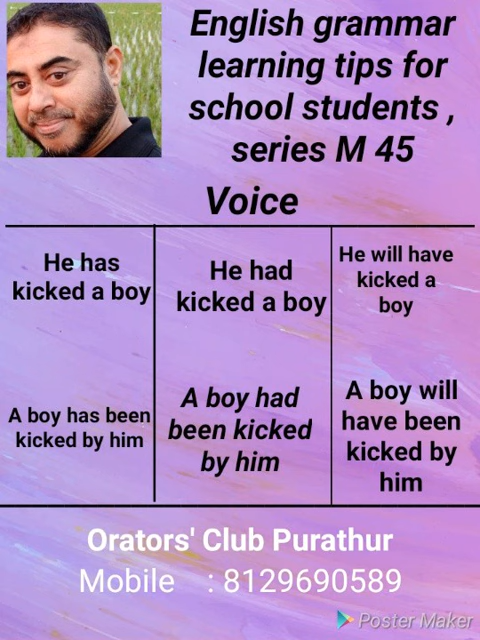 English grammar
learning tips for
school students ,
series M 45
Voice
He has
kicked a boy
He had
kicked a boy
He will have
kicked a
boy
A boy has been
kicked by him
A boy had
been kicked
by him
A boy will
have been
kicked by
him
Orators' Club Purathur
Mobile : 8129690589
Poster Maker